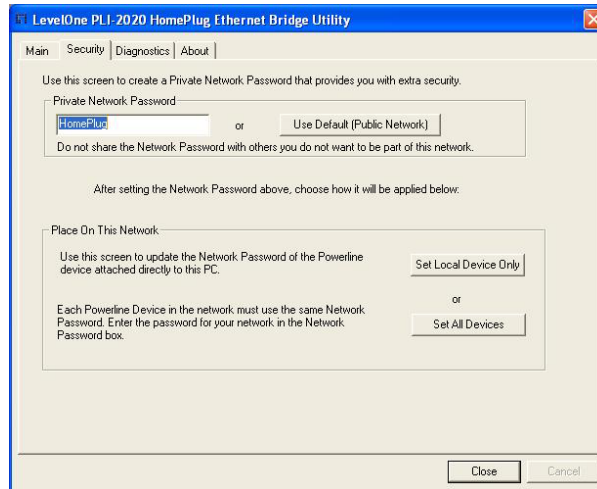 LevelOne PLI-2020 HomePlug Ethernet Bridge Utility
Main Security Diagnostics About
Use this screen to create a Private Network Password that provides you with extra security.
Private Network Password
HomePlug or Use Default (Public Network)
Do not share the Network Password with others you do not want to be part of this network.
After setting the Network Password above, choose how it will be applied below:
Place On This Network
Use this screen to update the Network Password of the Powerline
device attached directly to this PC.
Set Local Device Only
or
Each Powerline Device in the network must use the same Network
Password. Enter the password for your network in the Network
Password box.
Set All Devices
Close Cancel